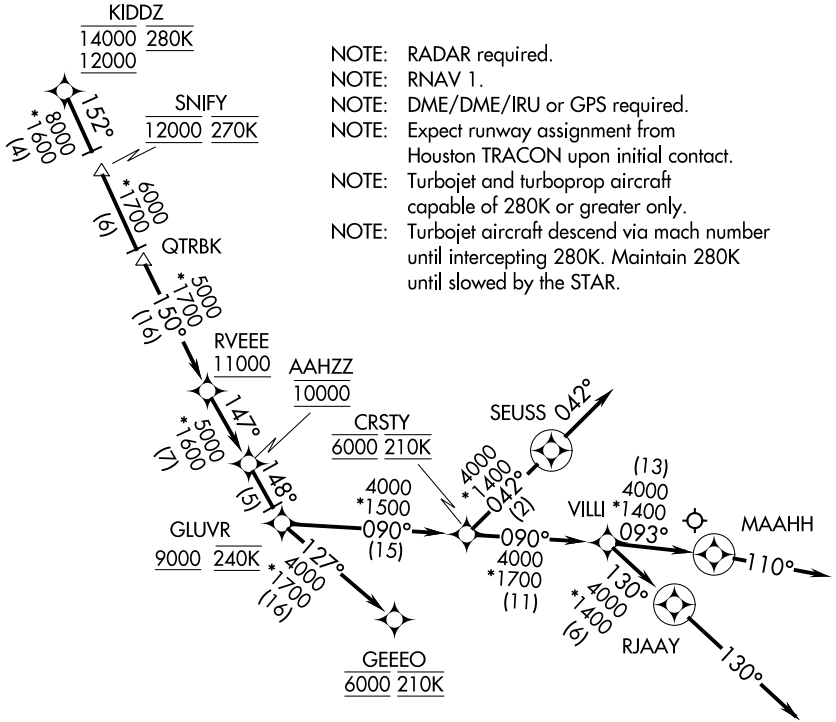 KIDDZ
14000 280K
12000
NOTE: RADAR required.
NOTE: RNAV 1.
NOTE: DME/DME/IRU or GPS required.
NOTE: Expect runway assignment from
Houston TRACON upon initial contact.
NOTE: Turbojet and turboprop aircraft
capable of 280K or greater only.
NOTE: Turbojet aircraft descend via mach number
until intercepting 280K. Maintain 280K
until slowed by the STAR.
152°
8000
*1600
(4)
SNIFY
12000 270K
6000
*1700
(6)
QTRBK
5000
*1700
150°
(16)
RVEEE
11000
147°
5000
*1600
(7)
AAHZZ
10000
148°
(5)
GLUVR
9000 240K
127°
4000
*1700
(16)
GEEEO
6000 210K
4000
*1500
090°
(15)
CRSTY
6000 210K
4000
*1400
042°
(2)
SEUSS
042°
090°
4000
*1700
(11)
VILLI
(13)
4000
*1400
093°
MAAHH
110°
130°
4000
*1400
(6)
RJAAY
130°